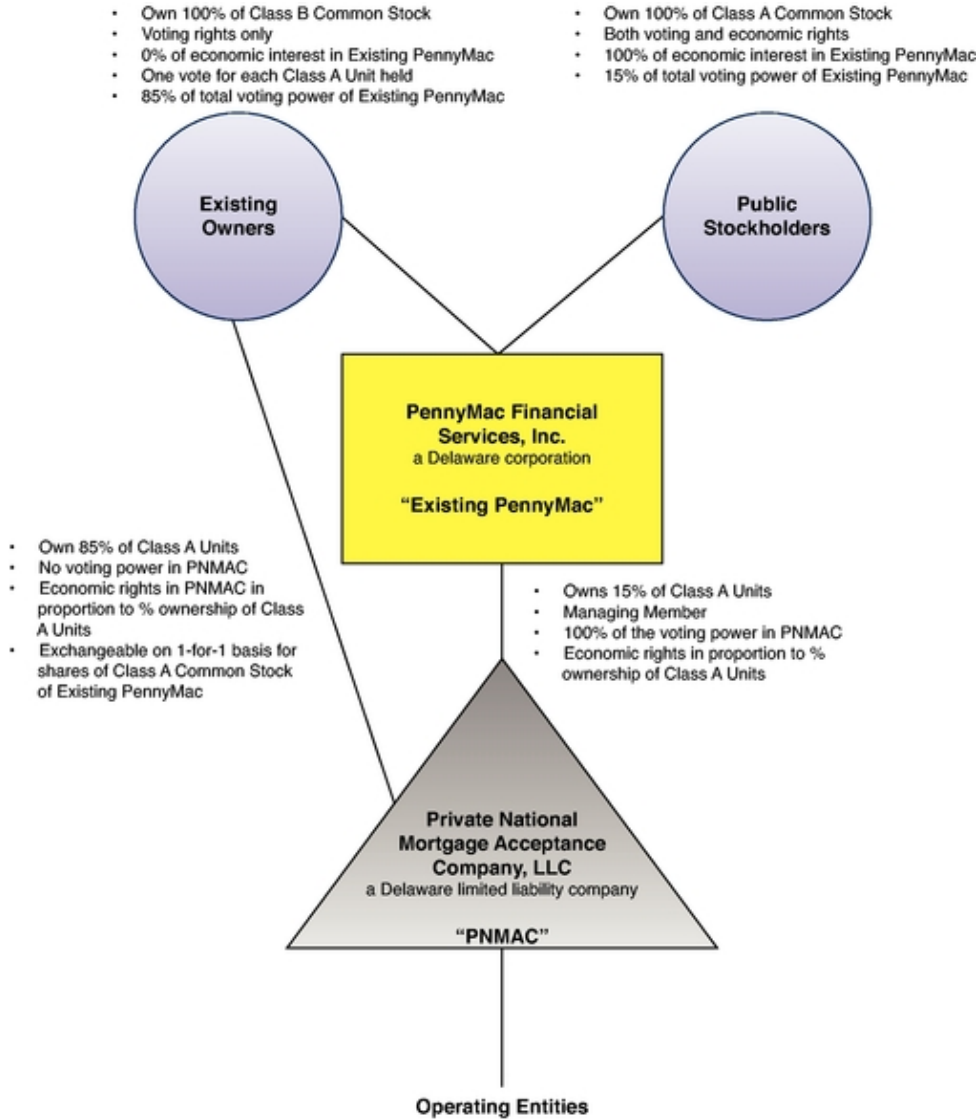 • Own 100% of Class B Common Stock
• Voting rights only
• 0% of economic interest in Existing PennyMac
• One vote for each Class A Unit held
• 85% of total voting power of Existing PennyMac
• Own 100% of Class A Common Stock
• Both voting and economic rights
• 100% of economic interest in Existing PennyMac
• 15% of total voting power of Existing PennyMac
Existing
Owners
Public
Stockholders
PennyMac Financial
Services, Inc.
a Delaware corporation
“Existing PennyMac”
• Own 85% of Class A Units
• No voting power in PNMAC
• Economic rights in PNMAC in
proportion to % ownership of Class
A Units
• Exchangeable on 1-for-1 basis for
shares of Class A Common Stock
of Existing PennyMac
• Owns 15% of Class A Units
• Managing Member
• 100% of the voting power in PNMAC
• Economic rights in proportion to %
ownership of Class A Units
Private National
Mortgage Acceptance
Company, LLC
a Delaware limited liability company
“PNMAC”
Operating Entities